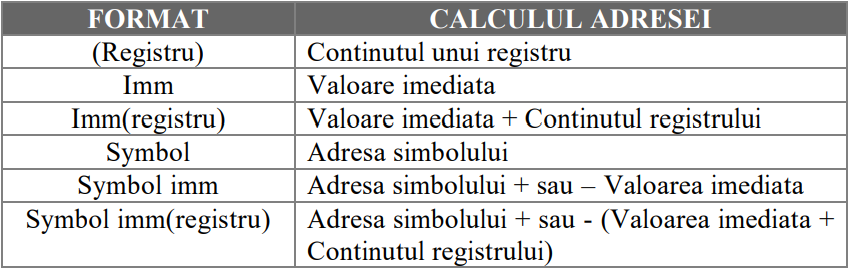 FORMAT CALCULUL ADRESEI
(Registru) Continutul unui registru
Imm Valoare imediata
Imm(registru) Valoare imediata + Continutul registrului
Symbol Adresa simbolului
Symbol imm Adresa simbolului + sau – Valoarea imediata
Symbol imm(registru) Adresa simbolului + sau - (Valoarea imediata +
Continutul registrului)